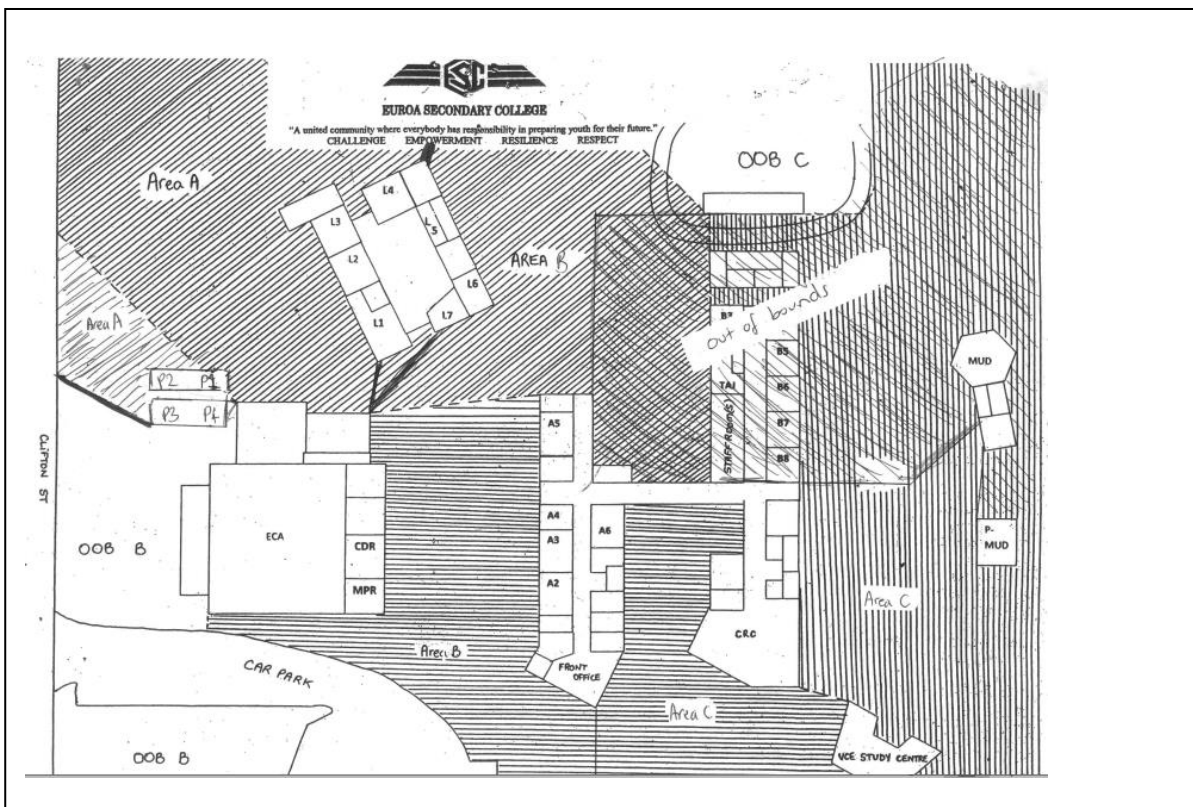 ESC
EUROA SECONDARY COLLEGE
"A united community where everybody has responsibility in preparing youth for their future."
CHALLENGE EMPOWERMENT RESILIENCE RESPECT
OOB C
Area A
L4
L3
L5
L2
AREA B
L6
L7
L1
Area A
out of bounds
B5
MUD
P2 P1
TAI
B6
P3 P4
A5
B7
STAFF ROOM(S)
B8
CLIFTON ST
A4
A6
ECA
A3
P-
MUD
OOB B
CDR
A2
MPR
Area C
CRC
Area B
CAR PARK
FRONT
OFFICE
Area C
OOB B
VCE STUDY CENTRE